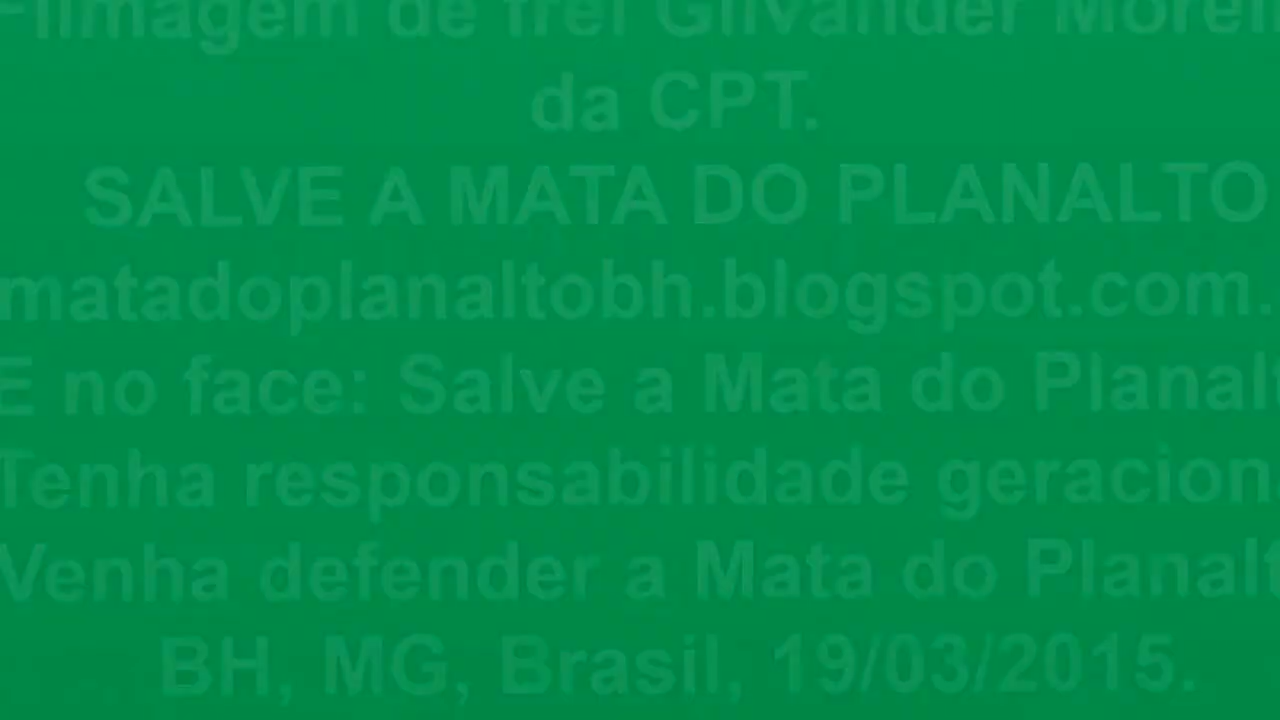 Filmagem de frei Gilvander Morei
da CPT.
SALVE A MATA DO PLANALTO
matadoplanaltobh.blogspot.com.
E no face: Salve a Mata do Planalt
Tenha responsabilidade geracion
Venha defender a Mata do Planalt
BH, MG, Brasil, 19/03/2015.